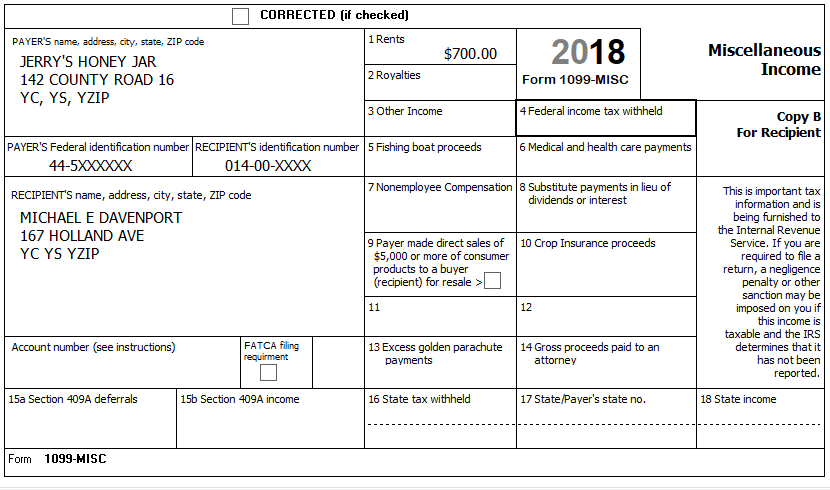 CORRECTED (if checked)
PAYER'S name, address, city, state, ZIP code
JERRY'S HONEY JAR
142 COUNTY ROAD 16
YC, YS, YZIP
1 Rents
$700.00
2 Royalties
2018
Form 1099-MISC
Miscellaneous
Income
3 Other Income
4 Federal income tax withheld
Copy B
For Recipient
PAYER'S Federal identification number
44-5XXXXXX
RECIPIENT'S identification number
014-00-XXXX
5 Fishing boat proceeds
6 Medical and health care payments
RECIPIENT'S name, address, city, state, ZIP code
MICHAEL E DAVENPORT
167 HOLLAND AVE
YC YS YZIP
7 Nonemployee Compensation
8 Substitute payments in lieu of
dividends or interest
9 Payer made direct sales of
$5,000 or more of consumer
products to a buyer
(recipient) for resale >
10 Crop Insurance proceeds
11
12
This is important tax
information and is
being furnished to
the Internal Revenue
Service. If you are
required to file a
return, a negligence
penalty or other
sanction may be
imposed on you if
this income is
taxable and the IRS
determines that it
has not been
reported.
Account number (see instructions)
FATCA filing
requirment
13 Excess golden parachute
payments
14 Gross proceeds paid to an
attorney
15a Section 409A deferrals
15b Section 409A income
16 State tax withheld
17 State/Payer's state no.
18 State income
Form 1099-MISC